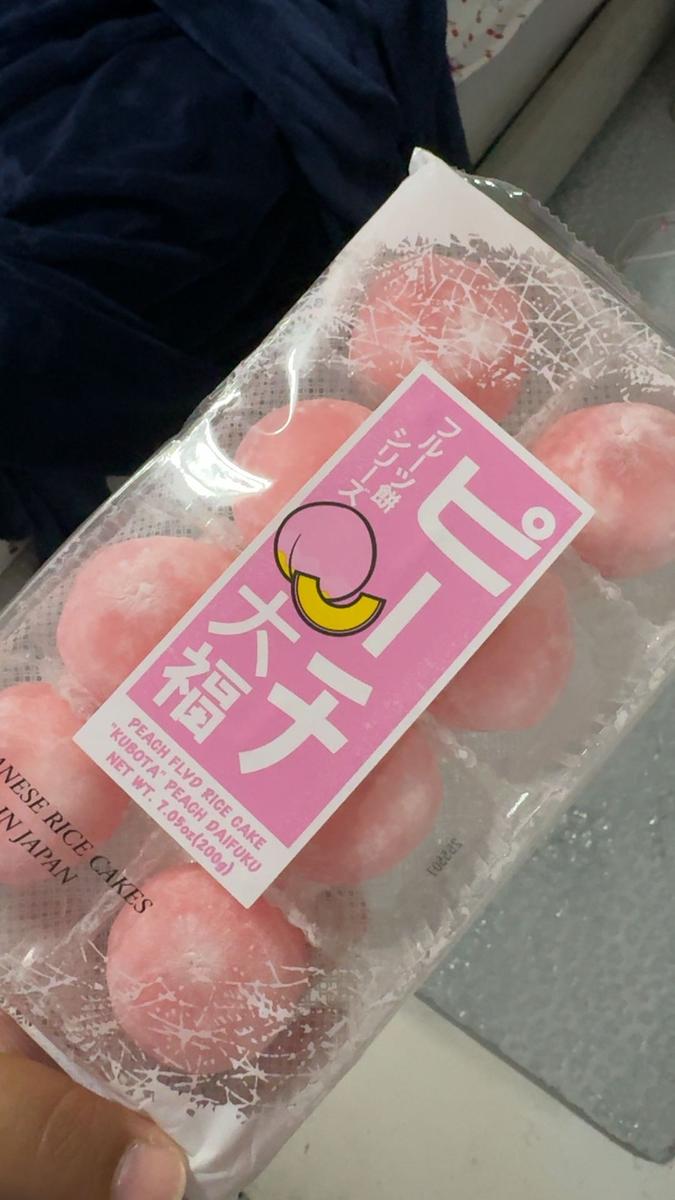 フルーツ餅
シリーズ
ピーチ
大福
PEACH FLVD RICE CAKE
"KUBOTA" PEACH DAIFUKU
NET WT. 7.05oz(200g)
ANESE RICE CAKES
IN JAPAN